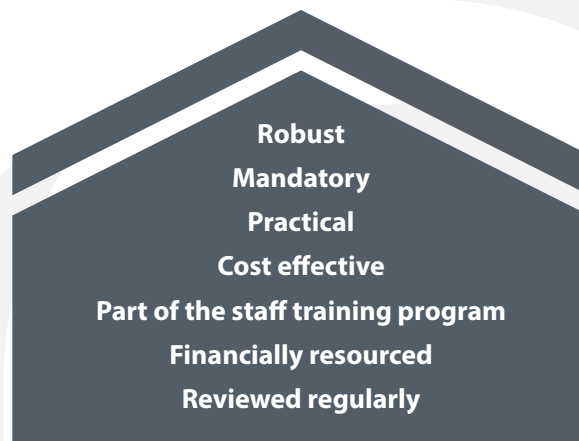 Robust
Mandatory
Practical
Cost effective
Part of the staff training program
Financially resourced
Reviewed regularly